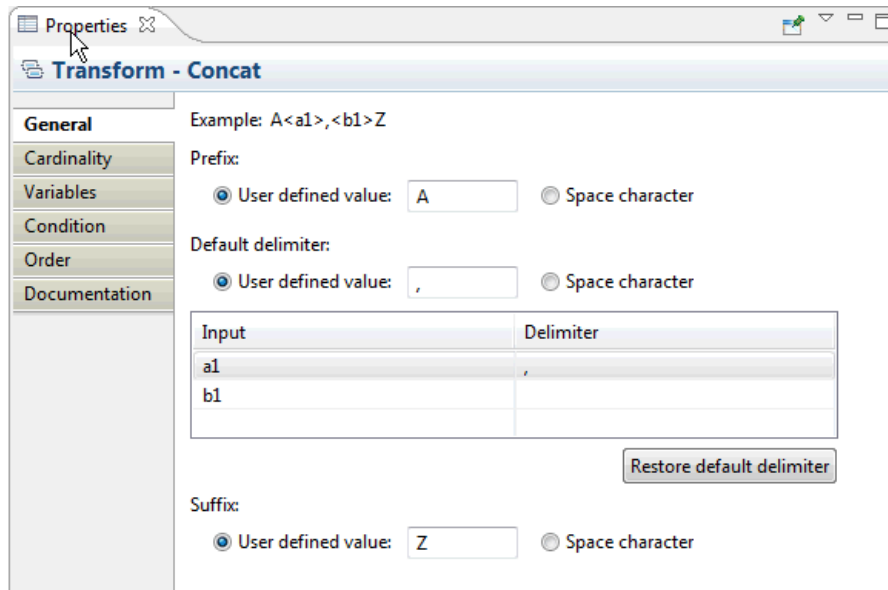 Properties
Transform - Concat
General
Cardinality
Variables
Condition
Order
Documentation
Example: A<a1>,<b1>Z
Prefix:
User defined value: A Space character
Default delimiter:
User defined value: , Space character
Input Delimiter
a1 ,
b1
Restore default delimiter
Suffix:
User defined value: Z Space character